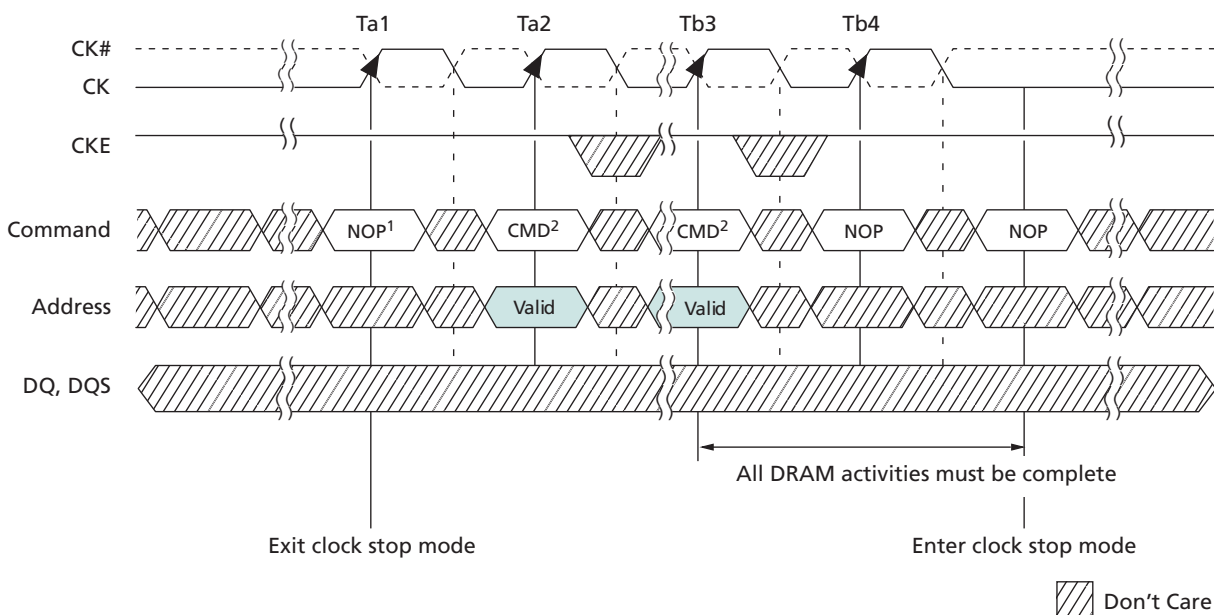 Ta1 Ta2 Tb3 Tb4
CK#
CK
CKE
Command NOP¹ CMD² CMD² NOP NOP
Address Valid Valid
DQ, DQS
All DRAM activities must be complete
Exit clock stop mode Enter clock stop mode
Don't Care